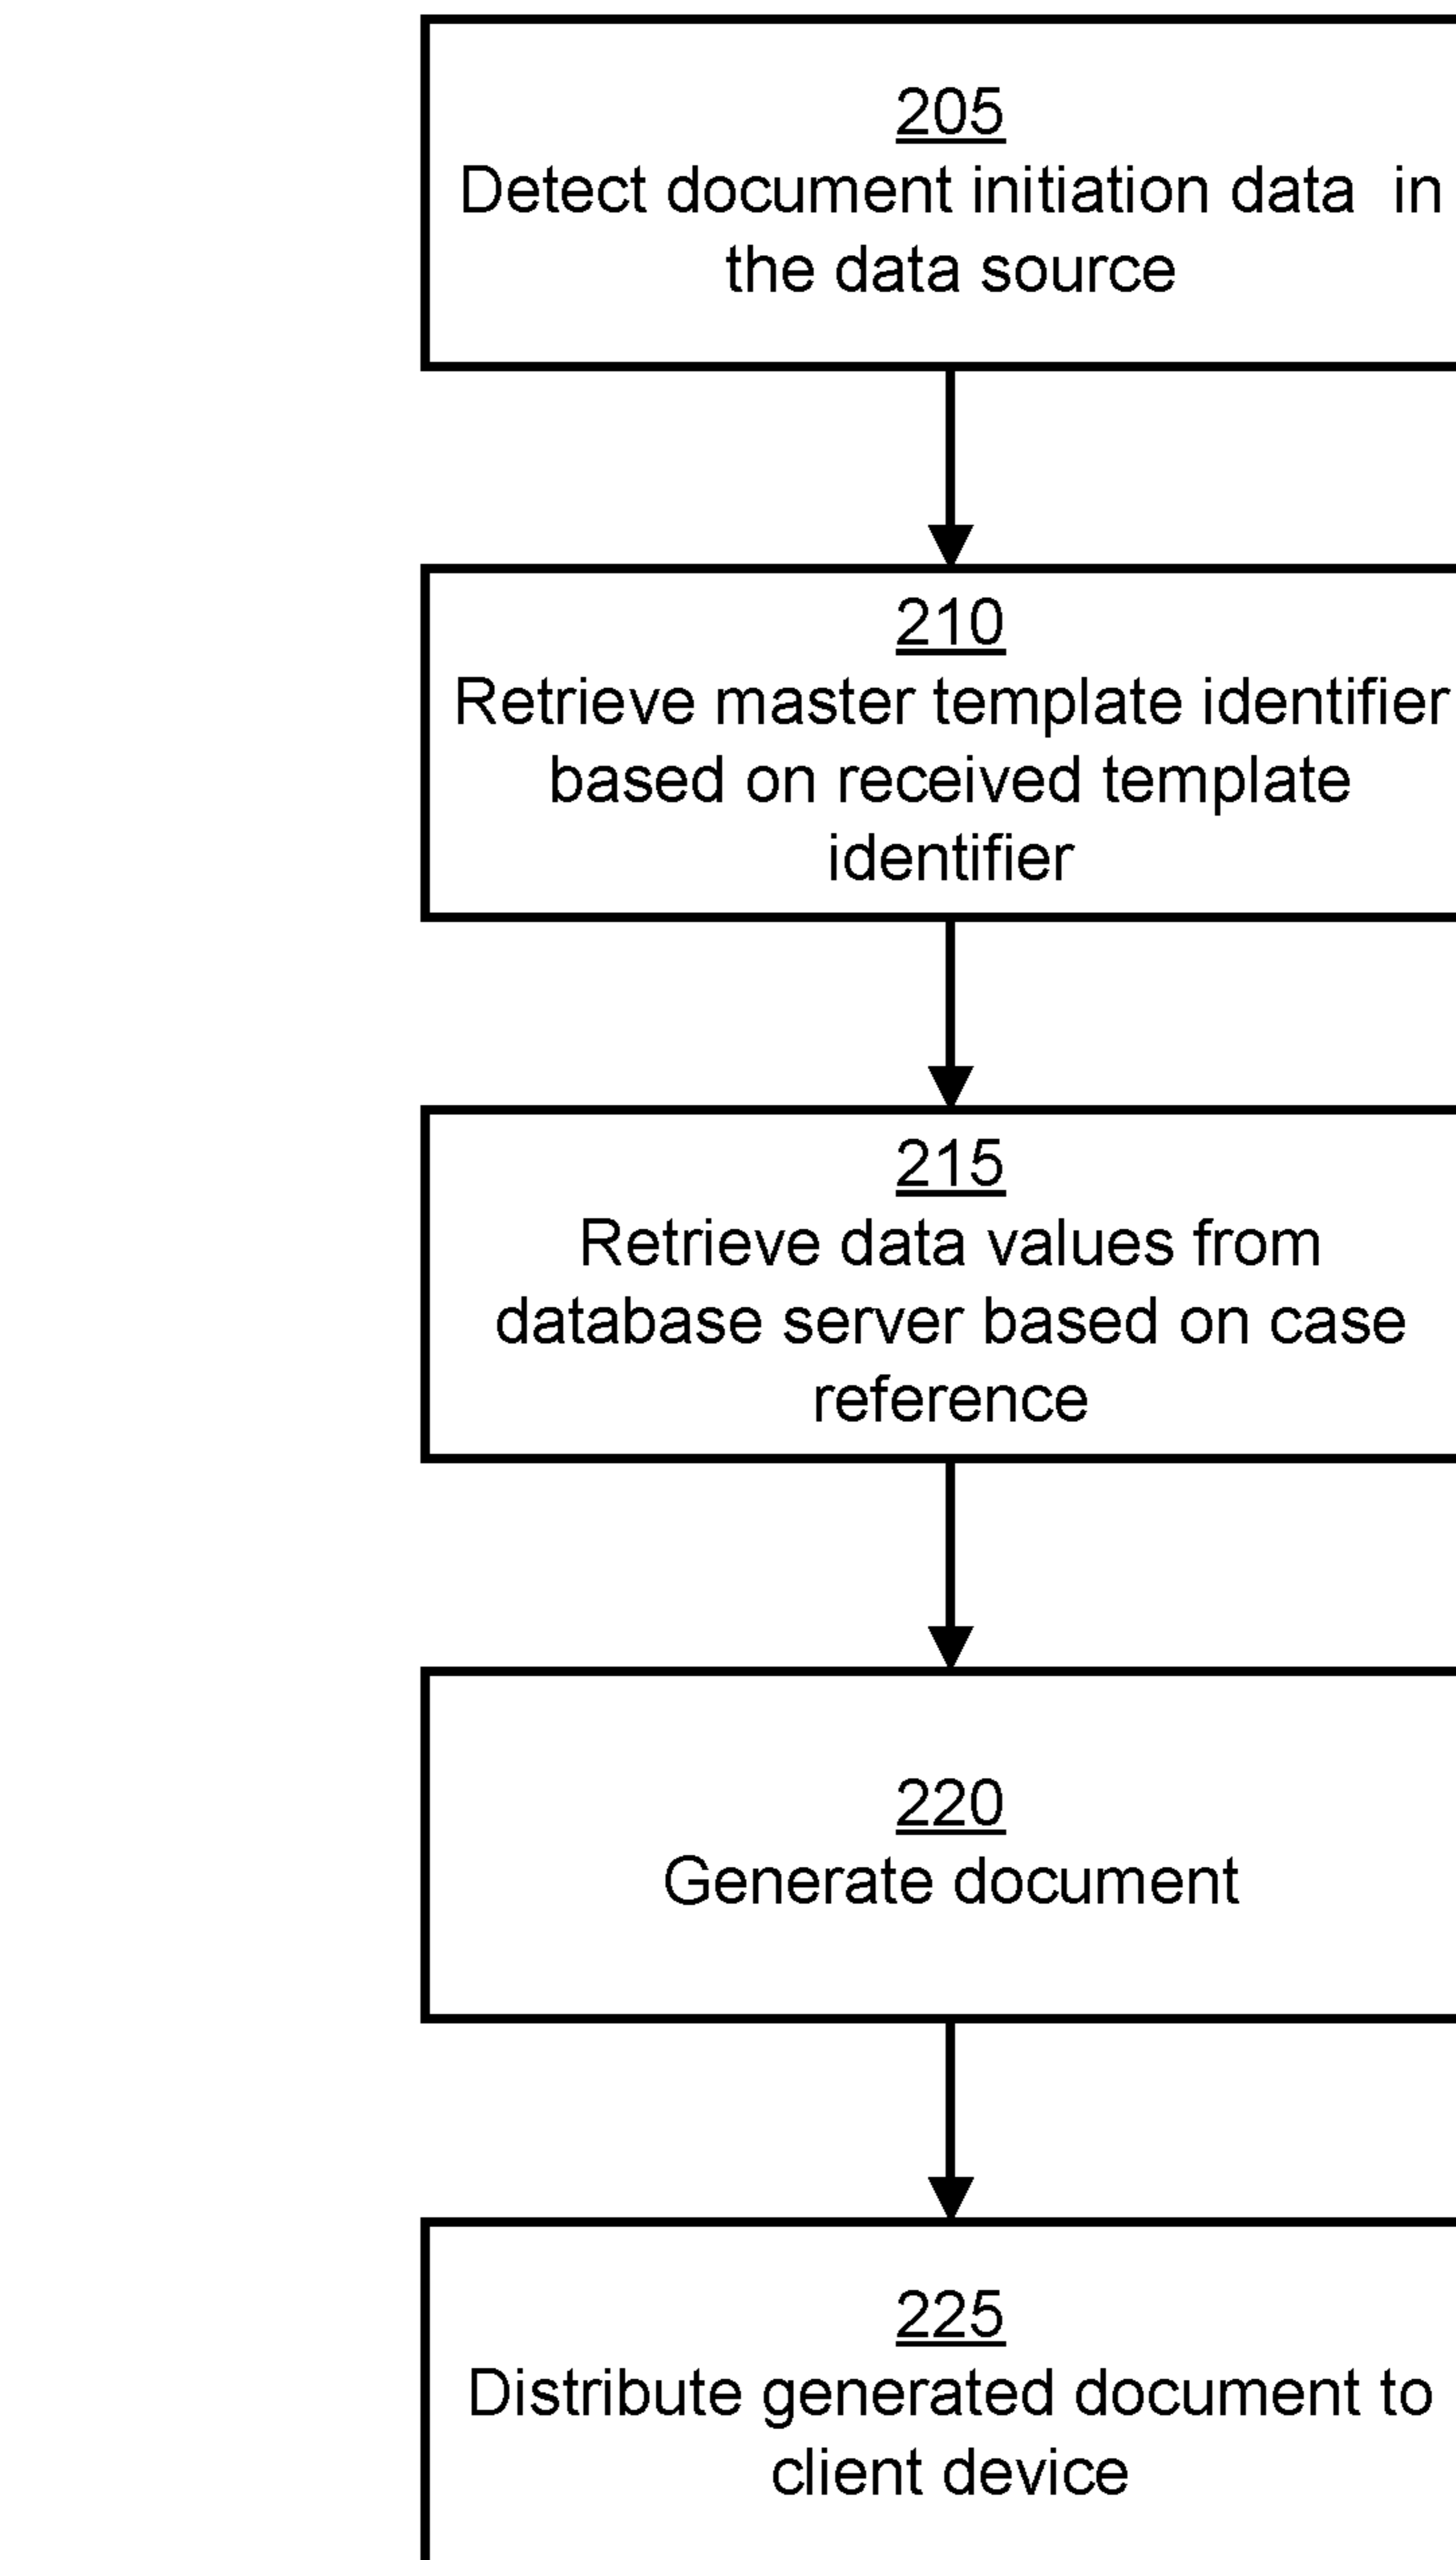 205
Detect document initiation data in
the data source
210
Retrieve master template identifier
based on received template
identifier
215
Retrieve data values from
database server based on case
reference
220
Generate document
225
Distribute generated document to
client device